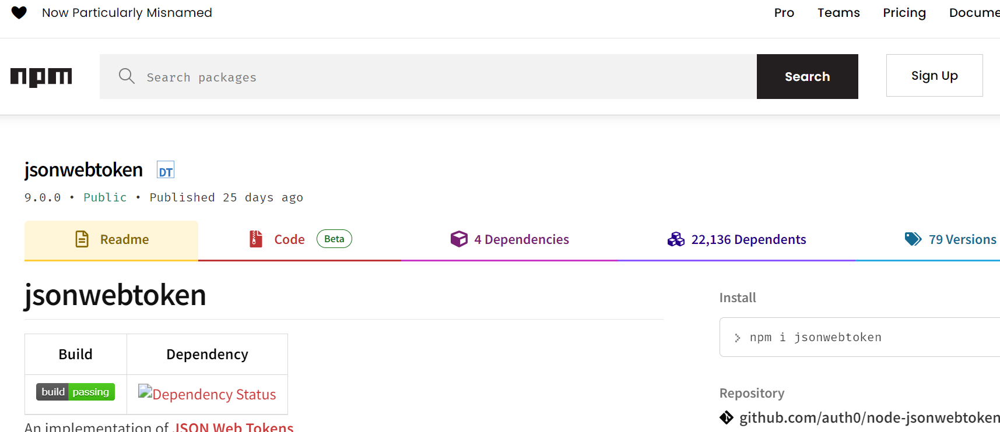 Now Particularly Misnamed
Pro Teams Pricing Docume
npm
Search packages
Search
Sign Up
jsonwebtoken DT
9.0.0 • Public • Published 25 days ago
Readme
Code Beta
4 Dependencies
22,136 Dependents
79 Versions
jsonwebtoken
Build Dependency
build passing Dependency Status
An implementation of JSON Web Tokens
Install
> npm i jsonwebtoken
Repository
github.com/auth0/node-jsonwebtoken